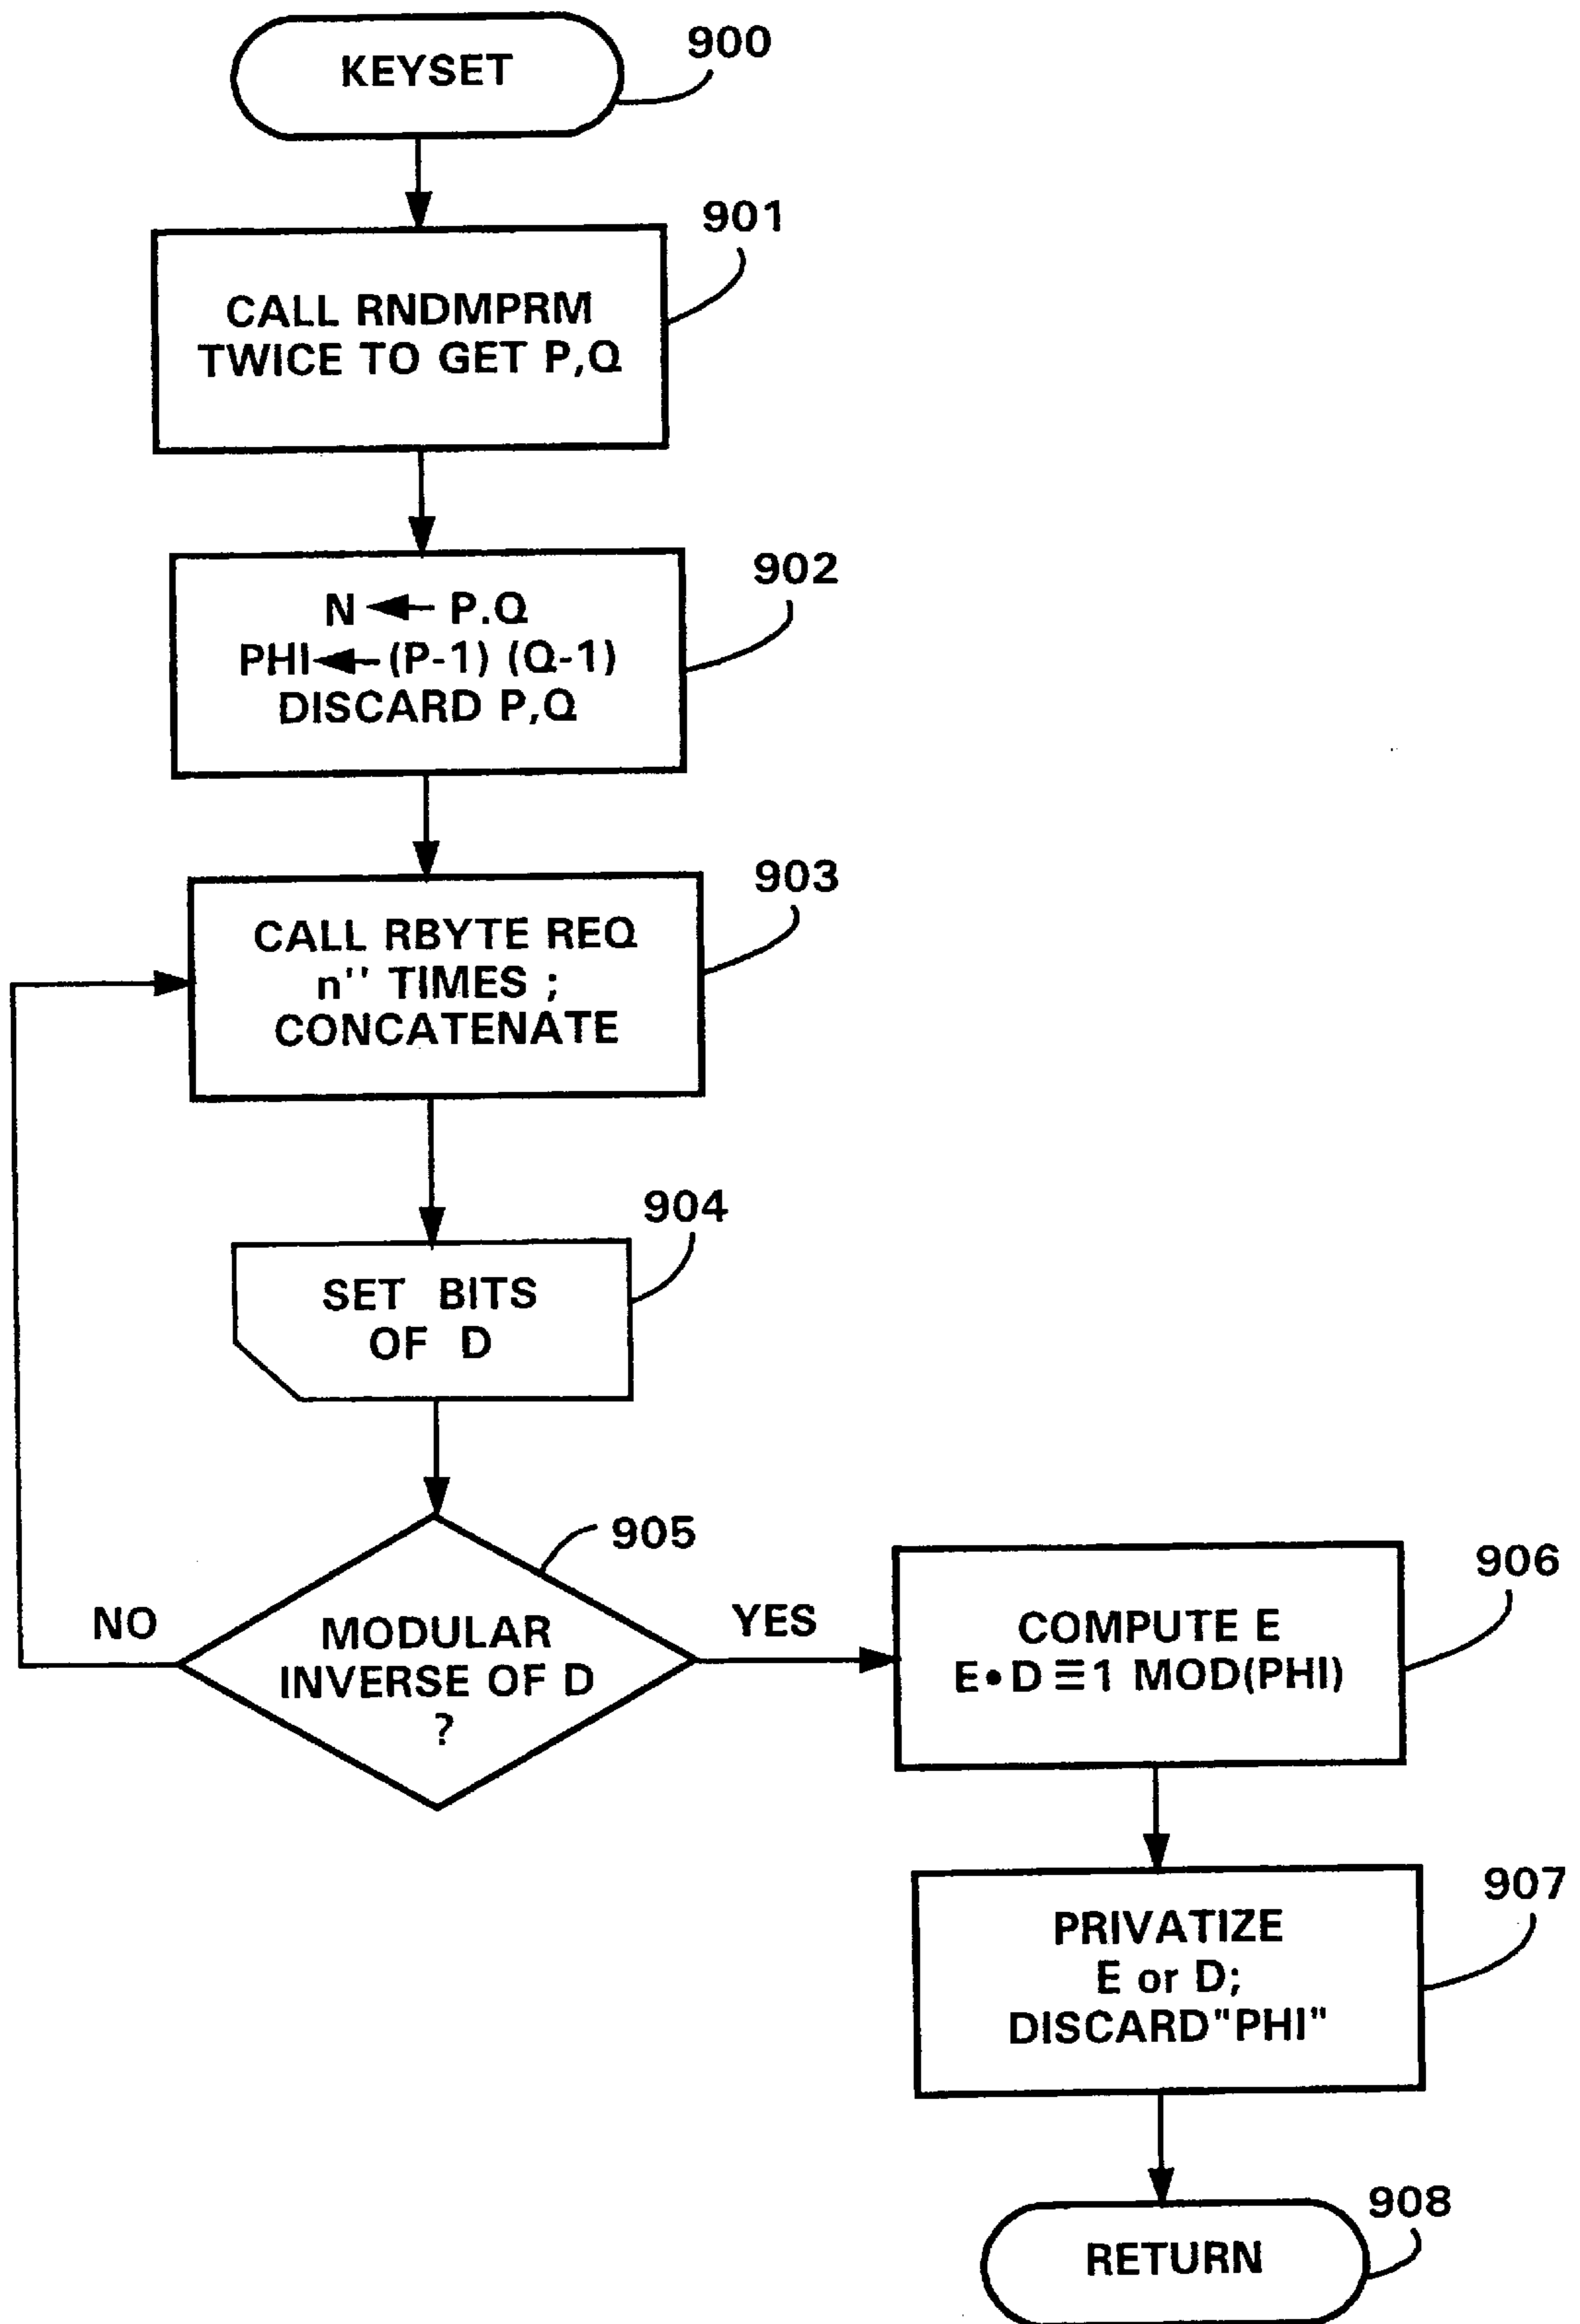 KEYSET
900
901
CALL RNDMPRM
TWICE TO GET P,Q
902
N ← P.Q
PHI ← (P-1) (Q-1)
DISCARD P,Q
903
CALL RBYTE REQ
n'' TIMES ;
CONCATENATE
904
SET BITS
OF D
905
MODULAR
INVERSE OF D
?
NO
YES
906
COMPUTE E
E•D ≡1 MOD(PHI)
907
PRIVATIZE
E or D;
DISCARD"PHI"
908
RETURN